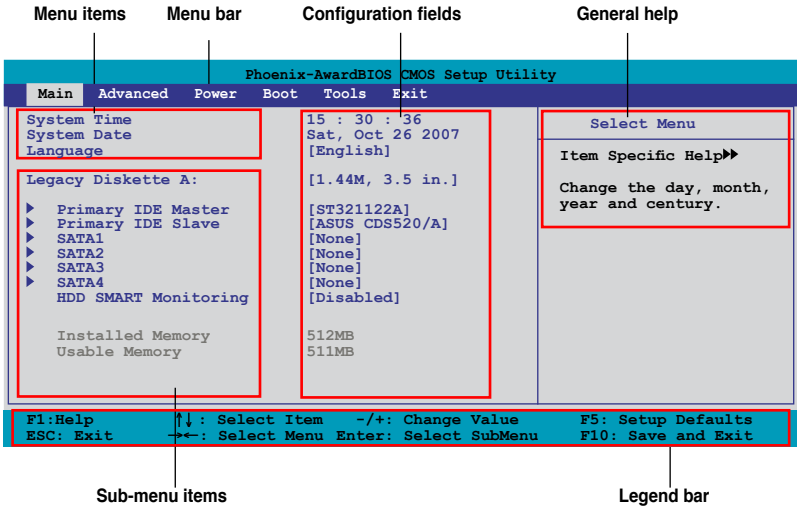 Menu items Menu bar Configuration fields General help
Phoenix-AwardBIOS CMOS Setup Utility
Main Advanced Power Boot Tools Exit
System Time 15 : 30 : 36
System Date Sat, Oct 26 2007
Language [English]
Legacy Diskette A: [1.44M, 3.5 in.]
Primary IDE Master [ST321122A]
Primary IDE Slave [ASUS CDS520/A]
SATA1 [None]
SATA2 [None]
SATA3 [None]
SATA4 [None]
HDD SMART Monitoring [Disabled]
Installed Memory 512MB
Usable Memory 511MB
Select Menu
Item Specific Help
Change the day, month,
year and century.
F1:Help ↑↓ : Select Item -/+: Change Value F5: Setup Defaults
ESC: Exit →←: Select Menu Enter: Select SubMenu F10: Save and Exit
Sub-menu items Legend bar